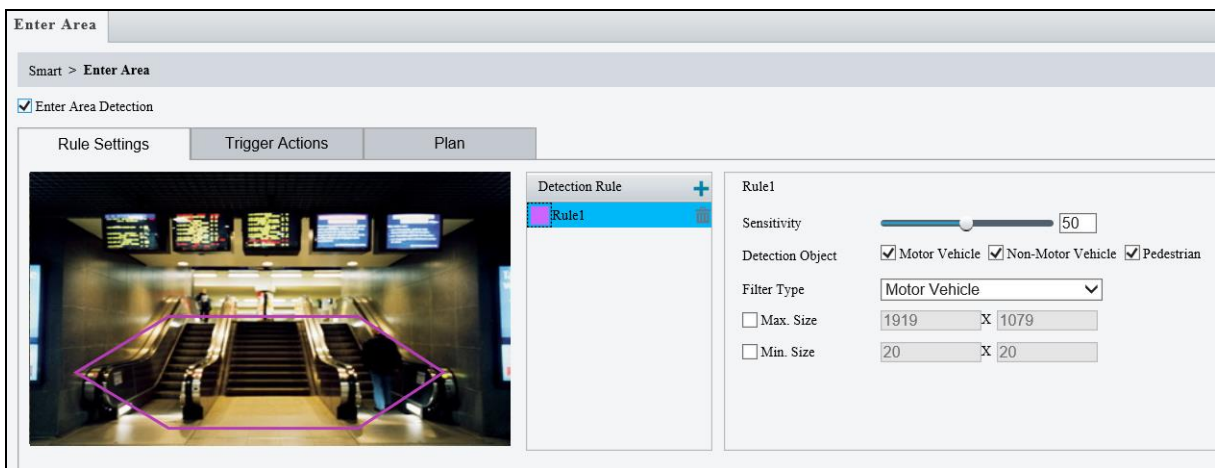 Enter Area
Smart > Enter Area
Enter Area Detection
Rule Settings Trigger Actions Plan
Detection Rule +
Rule1
Rule1
Sensitivity 50
Detection Object Motor Vehicle Non-Motor Vehicle Pedestrian
Filter Type Motor Vehicle
Max. Size 1919 X 1079
Min. Size 20 X 20